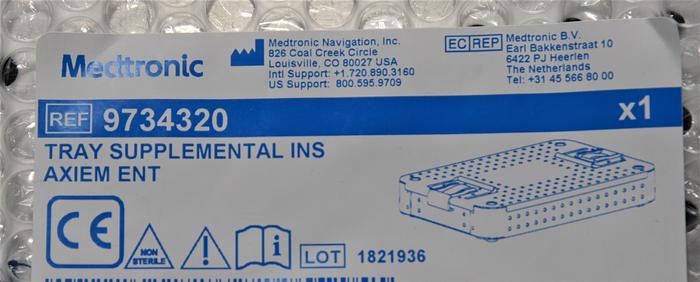 Medtronic
Medtronic Navigation, Inc.
826 Coal Creek Circle
Louisville, CO 80027 USA
Intl Support: +1.720.890.3160
US Support: 800.595.9709
EC REP
Medtronic B.V.
Earl Bakkenstraat 10
6422 PJ Heerlen
The Netherlands
Tel: +31 45 566 80 00
REF 9734320
x1
TRAY SUPPLEMENTAL INS
AXIEM ENT
CE
NON
STERILE
LOT 1821936